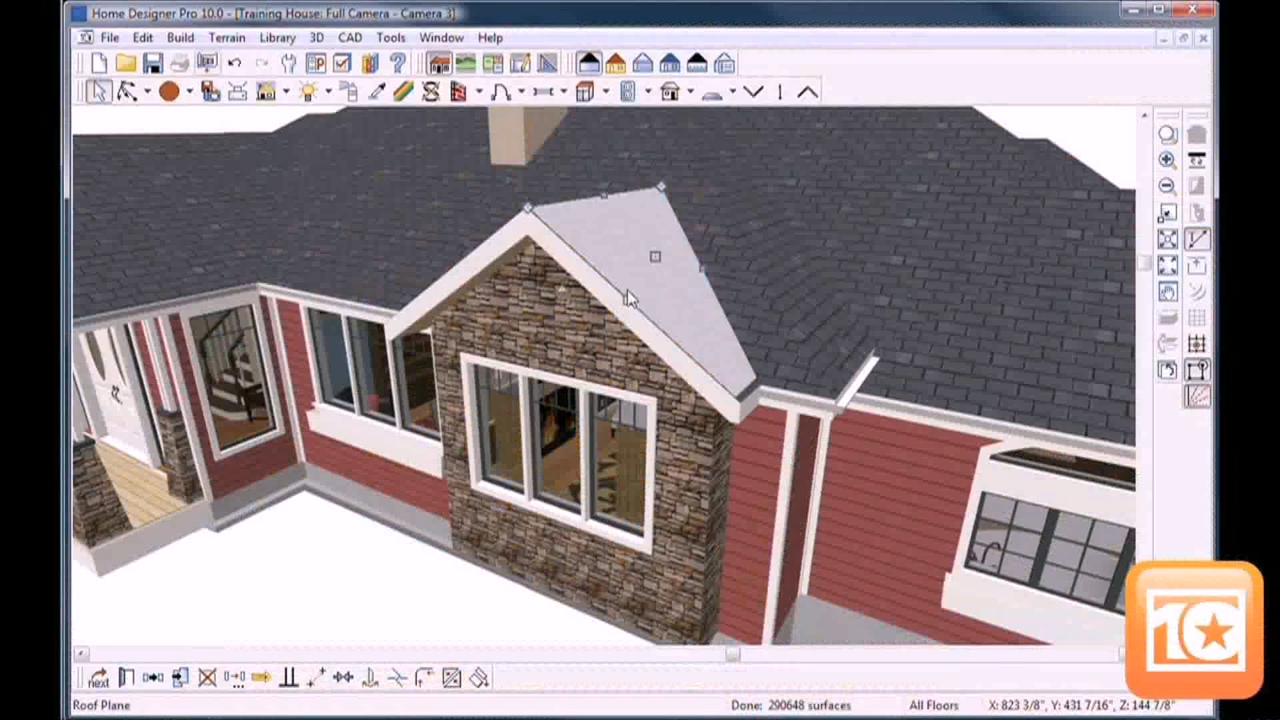 Home Designer Pro 10.0 - [Training House: Full Camera - Camera 3]
File Edit Build Terrain Library 3D CAD Tools Window Help
next
Roof Plane Done: 290648 surfaces All Floors X: 823 3/8", Y: 431 7/16", Z: 144 7/8"